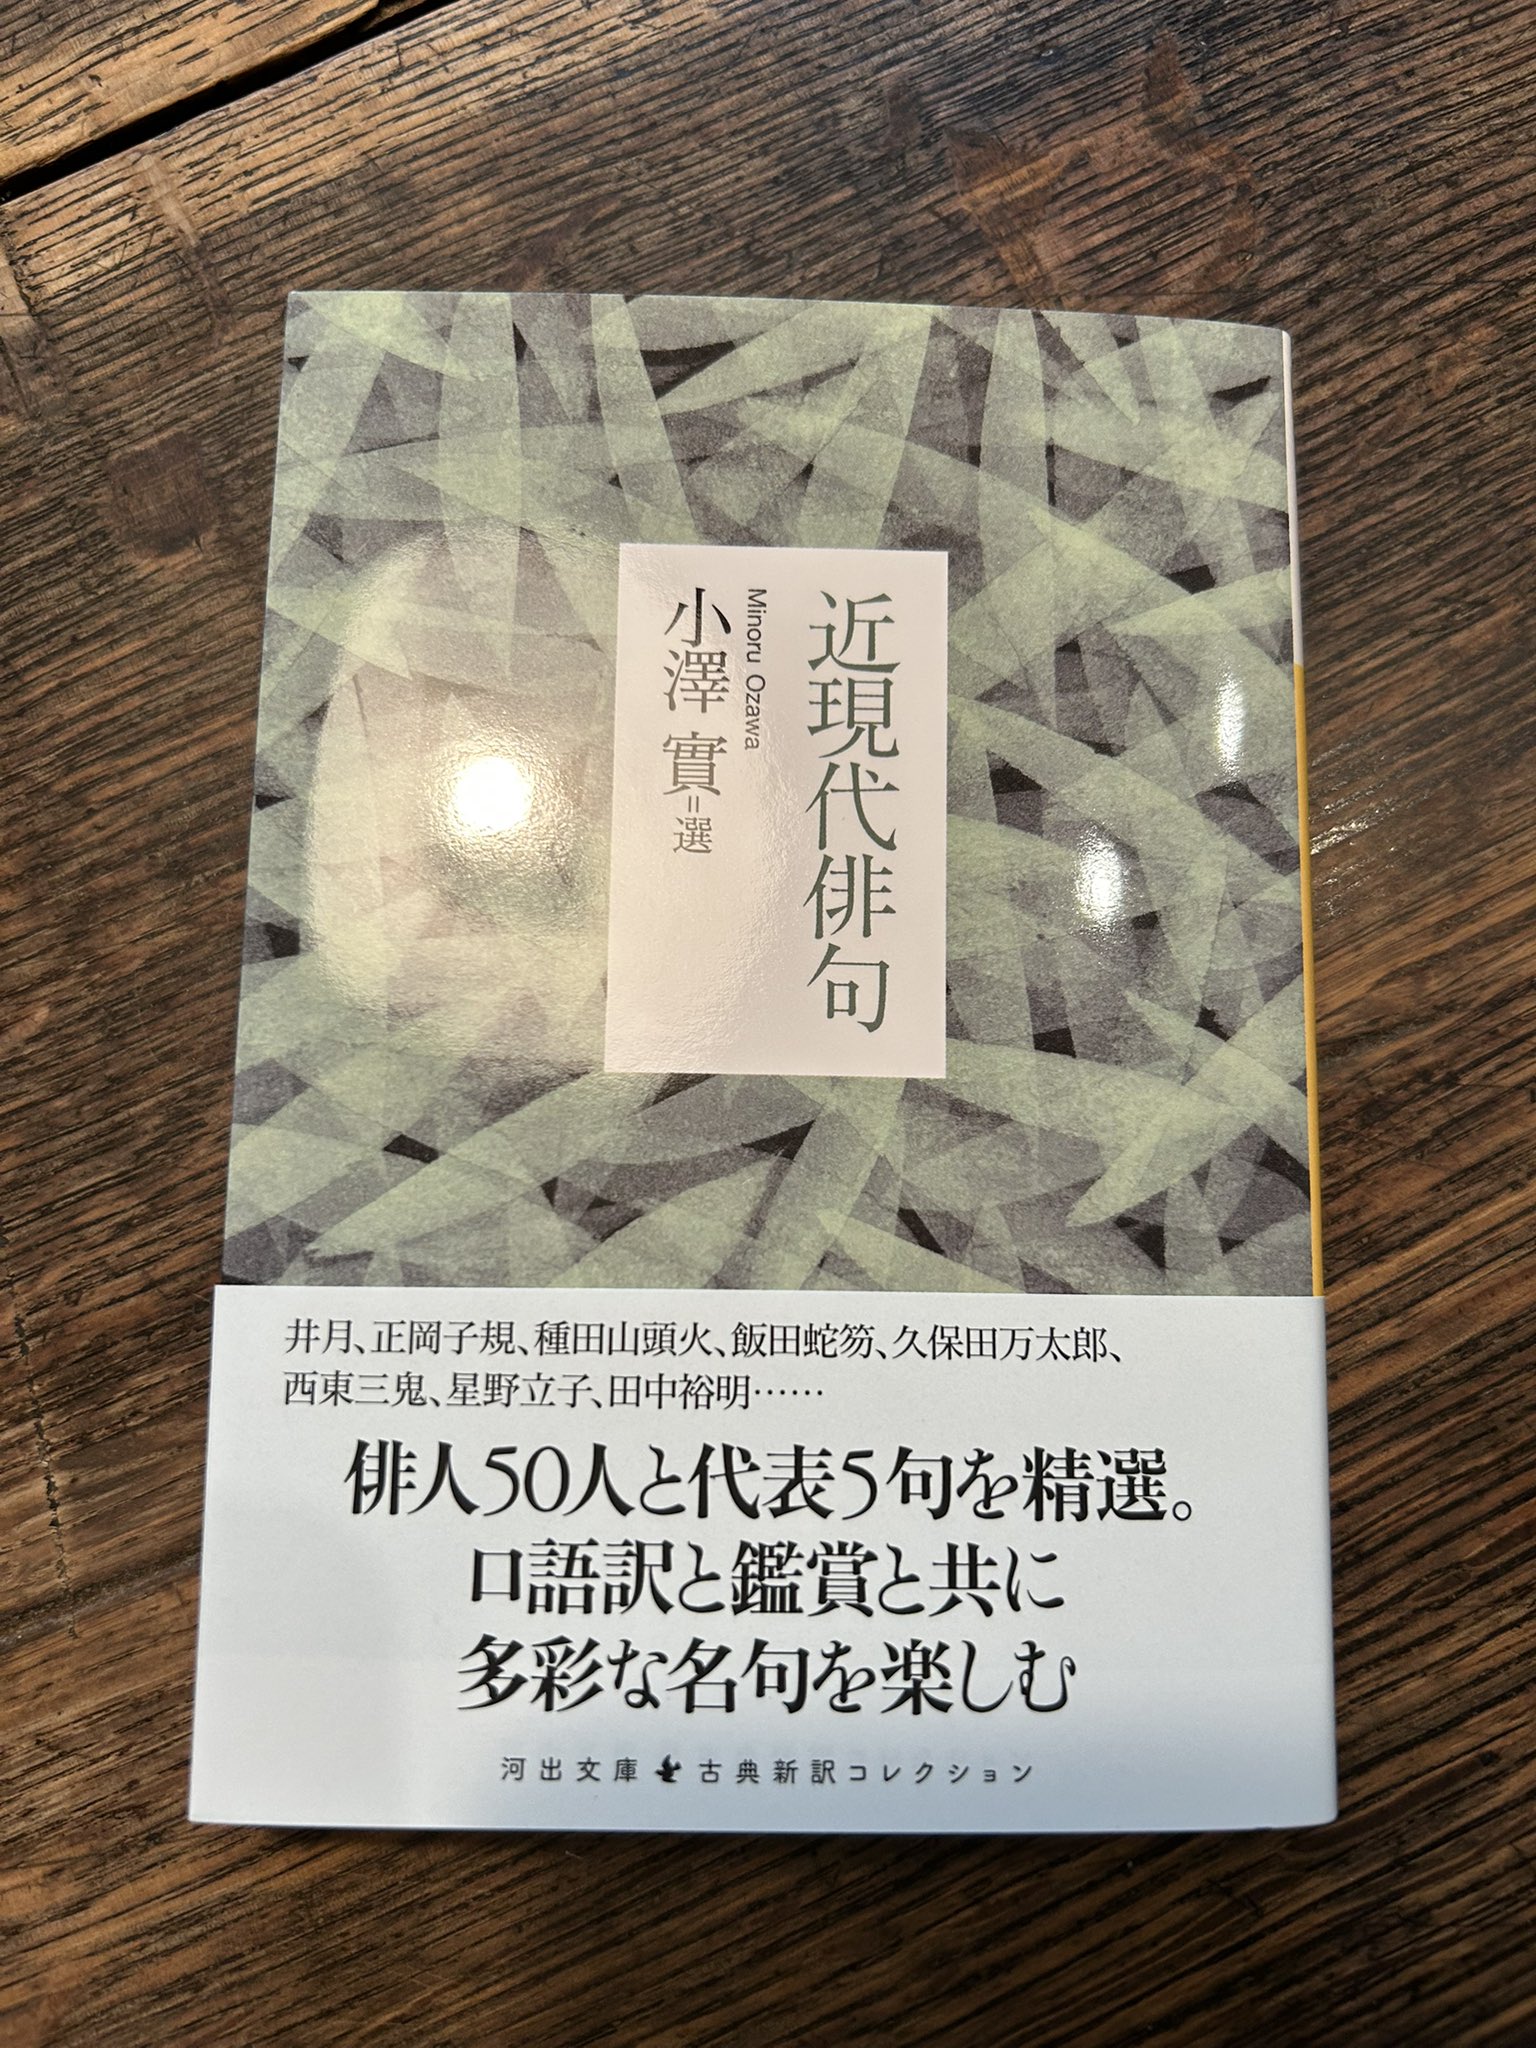 近現代俳句
Minoru Ozawa
小澤 實=選
井月、正岡子規、種田山頭火、飯田蛇笏、久保田万太郎、
西東三鬼、星野立子、田中裕明……
俳人50人と代表5句を精選。
口語訳と鑑賞と共に
多彩な名句を楽しむ
河出文庫 古典新訳コレクション